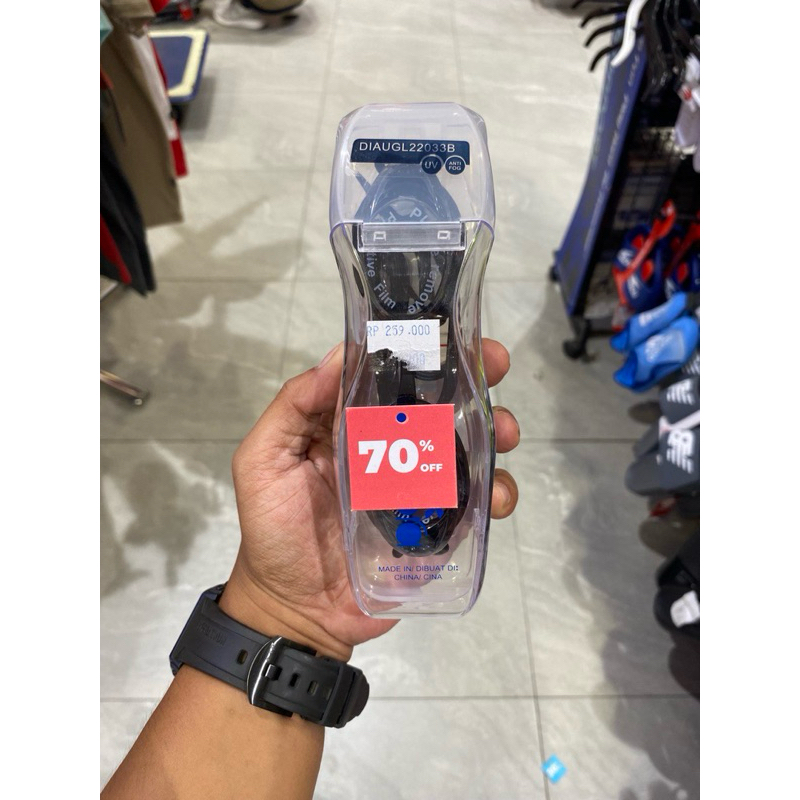 DIAUGL22033B
UV
ANTI
FOG
Remove
Film
RP 259.000
70%
OFF
MADE IN/ DIBUAT DI:
CHINA/ CINA